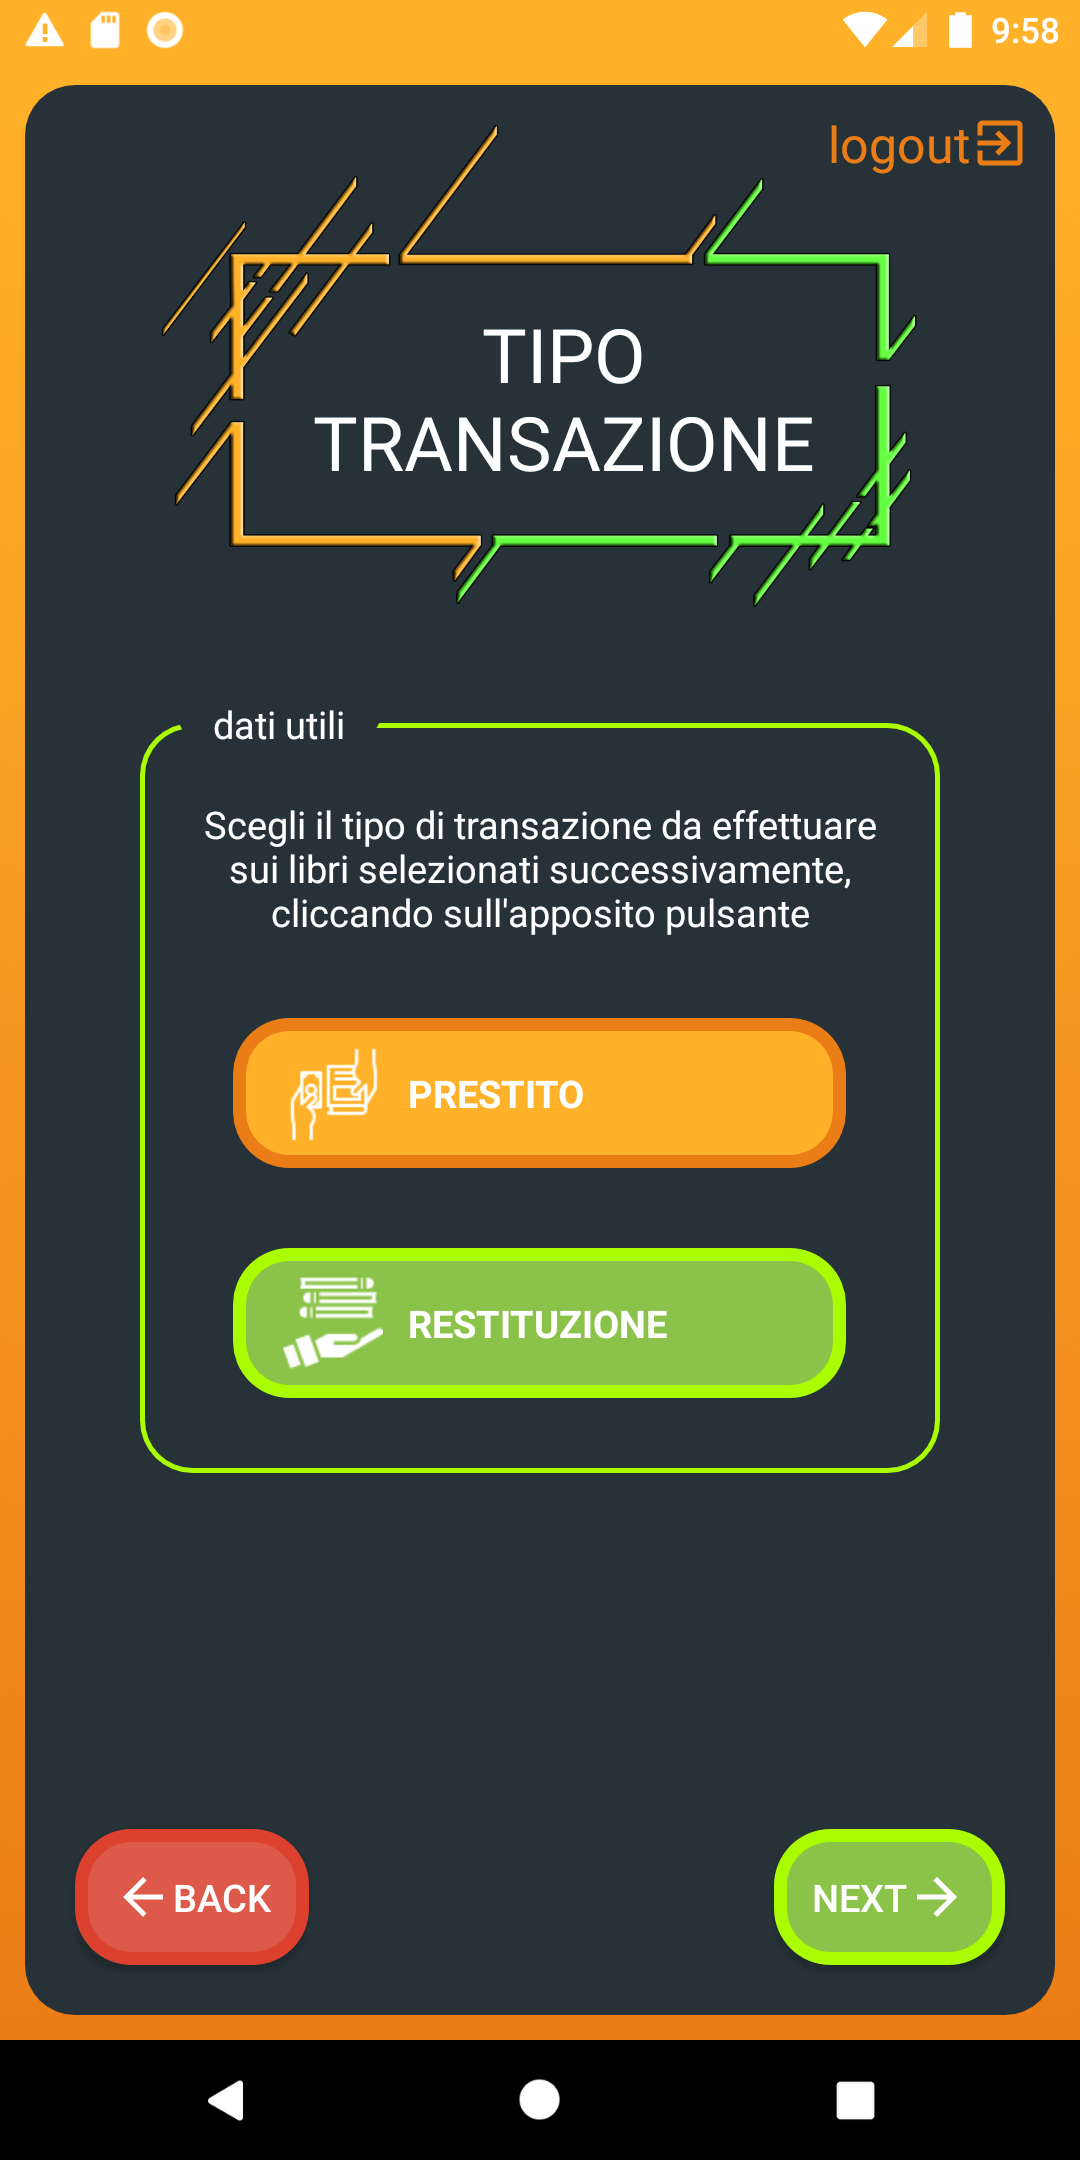 9:58
logout
TIPO
TRANSAZIONE
dati utili
Scegli il tipo di transazione da effettuare
sui libri selezionati successivamente,
cliccando sull'apposito pulsante
PRESTITO
RESTITUZIONE
BACK
NEXT